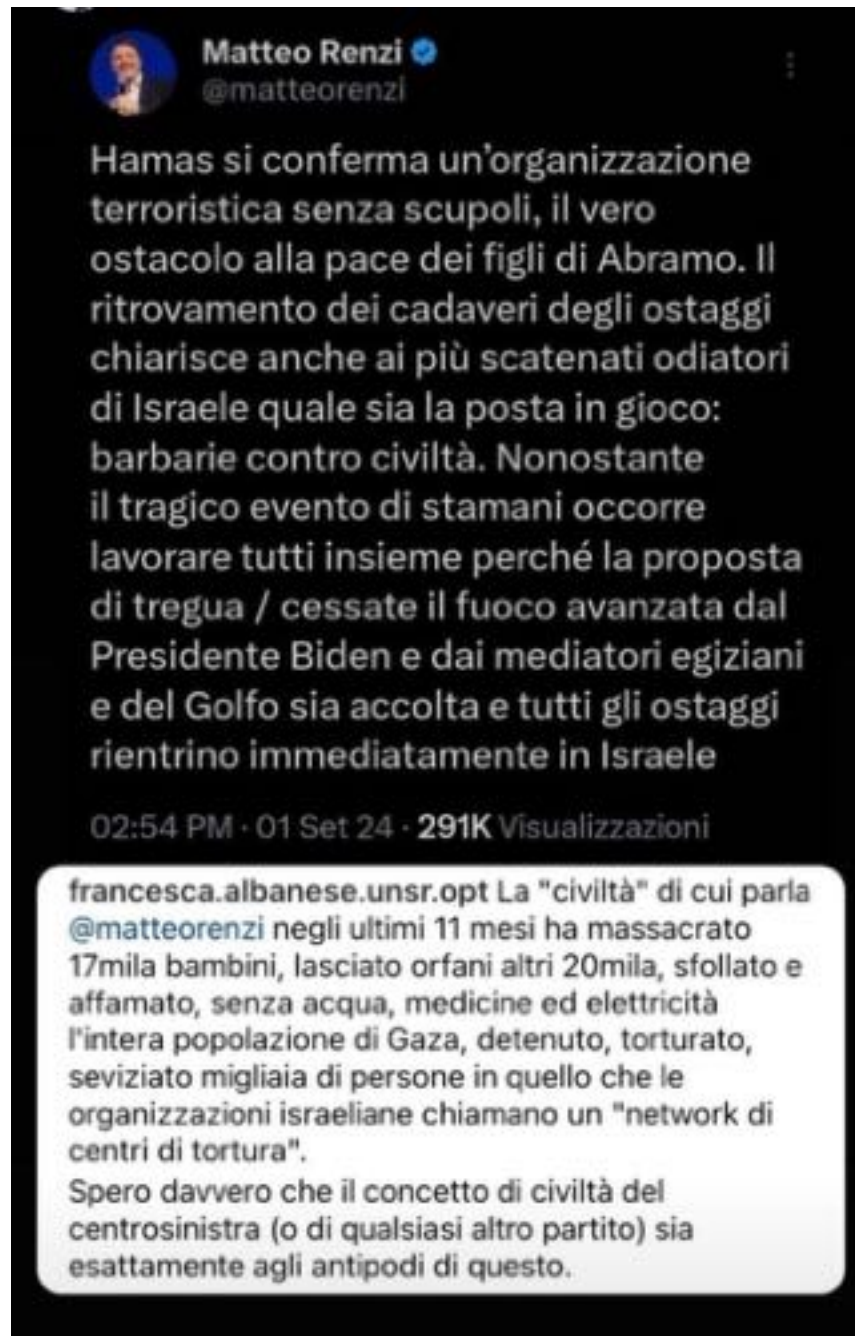 Matteo Renzi
@matteorenzi
Hamas si conferma un’organizzazione
terroristica senza scupoli, il vero
ostacolo alla pace dei figli di Abramo. Il
ritrovamento dei cadaveri degli ostaggi
chiarisce anche ai più scatenati odiatori
di Israele quale sia la posta in gioco:
barbarie contro civiltà. Nonostante
il tragico evento di stamani occorre
lavorare tutti insieme perché la proposta
di tregua / cessate il fuoco avanzata dal
Presidente Biden e dai mediatori egiziani
e del Golfo sia accolta e tutti gli ostaggi
rientrino immediatamente in Israele
02:54 PM · 01 Set 24 · 291K Visualizzazioni
francesca.albanese.unsr.opt La "civiltà" di cui parla
@matteorenzi negli ultimi 11 mesi ha massacrato
17mila bambini, lasciato orfani altri 20mila, sfollato e
affamato, senza acqua, medicine ed elettricità
l'intera popolazione di Gaza, detenuto, torturato,
seviziato migliaia di persone in quello che le
organizzazioni israeliane chiamano un "network di
centri di tortura".
Spero davvero che il concetto di civiltà del
centrosinistra (o di qualsiasi altro partito) sia
esattamente agli antipodi di questo.